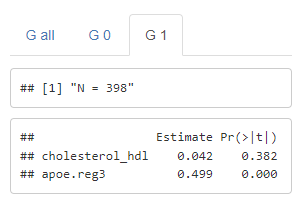 G all G 0 G 1
## [1] "N = 398"
## Estimate Pr(>|t|)
## cholesterol_hdl 0.042 0.382
## apoe.reg3 0.499 0.000